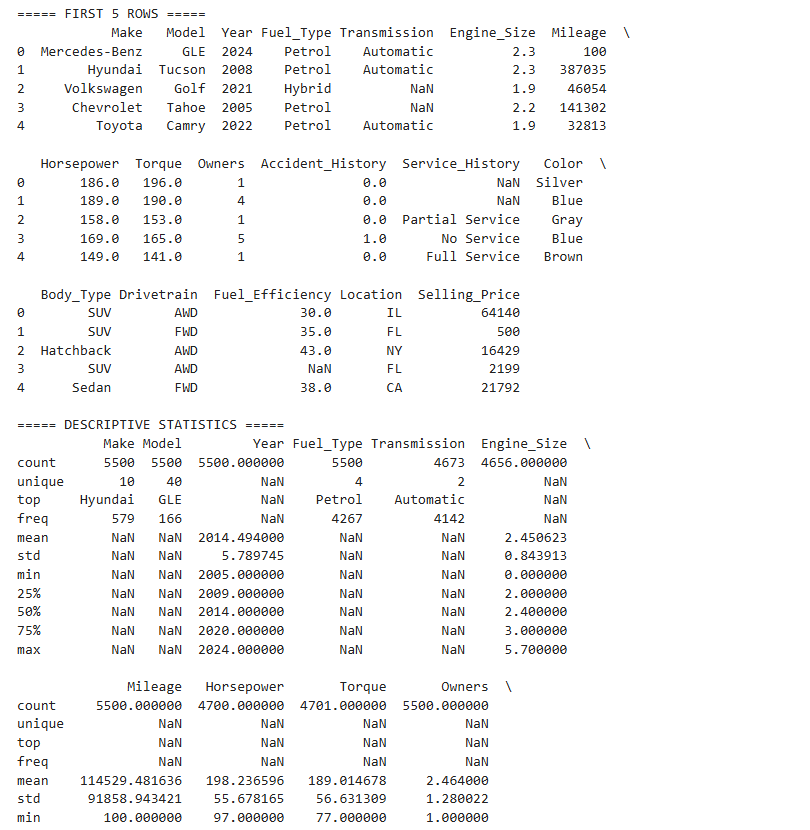 ===== FIRST 5 ROWS =====
            Make   Model  Year Fuel_Type Transmission  Engine_Size  Mileage  \
0  Mercedes-Benz     GLE  2024    Petrol    Automatic          2.3      100
1        Hyundai  Tucson  2008    Petrol    Automatic          2.3   387035
2     Volkswagen    Golf  2021    Hybrid          NaN          1.9    46054
3      Chevrolet   Tahoe  2005    Petrol          NaN          2.2   141302
4         Toyota   Camry  2022    Petrol    Automatic          1.9    32813

   Horsepower  Torque  Owners  Accident_History  Service_History   Color  \
0       186.0   196.0       1               0.0              NaN  Silver
1       189.0   190.0       4               0.0              NaN    Blue
2       158.0   153.0       1               0.0  Partial Service    Gray
3       169.0   165.0       5               1.0       No Service    Blue
4       149.0   141.0       1               0.0     Full Service   Brown

   Body_Type Drivetrain  Fuel_Efficiency Location  Selling_Price
0        SUV        AWD             30.0       IL          64140
1        SUV        FWD             35.0       FL            500
2  Hatchback        AWD             43.0       NY          16429
3        SUV        AWD              NaN       FL           2199
4      Sedan        FWD             38.0       CA          21792

===== DESCRIPTIVE STATISTICS =====
           Make Model         Year Fuel_Type Transmission  Engine_Size  \
count      5500  5500  5500.000000      5500         4673  4656.000000
unique       10    40          NaN         4            2          NaN
top     Hyundai   GLE          NaN    Petrol    Automatic          NaN
freq        579   166          NaN      4267         4142          NaN
mean        NaN   NaN  2014.494000       NaN          NaN     2.450623
std         NaN   NaN     5.789745       NaN          NaN     0.843913
min         NaN   NaN  2005.000000       NaN          NaN     0.000000
25%         NaN   NaN  2009.000000       NaN          NaN     2.000000
50%         NaN   NaN  2014.000000       NaN          NaN     2.400000
75%         NaN   NaN  2020.000000       NaN          NaN     3.000000
max         NaN   NaN  2024.000000       NaN          NaN     5.700000

              Mileage   Horsepower       Torque       Owners  \
count     5500.000000  4700.000000  4701.000000  5500.000000
unique            NaN          NaN          NaN          NaN
top               NaN          NaN          NaN          NaN
freq              NaN          NaN          NaN          NaN
mean    114529.481636   198.236596   189.014678     2.464000
std      91858.943421    55.678165    56.631309     1.280022
min        100.000000    97.000000    77.000000     1.000000